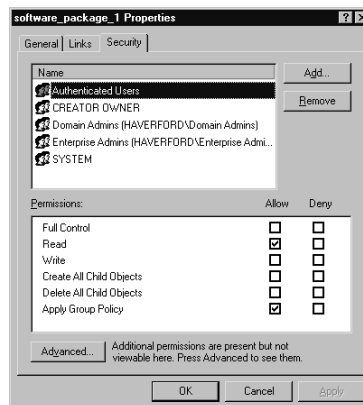 software_package_1 Properties
General Links Security
Name
Add...
Authenticated Users
Remove
CREATOR OWNER
Domain Admins (HAVERFORD\Domain Admins)
Enterprise Admins (HAVERFORD\Enterprise Admi...
SYSTEM
Permissions: Allow Deny
Full Control
Read
Write
Create All Child Objects
Delete All Child Objects
Apply Group Policy
Advanced... Additional permissions are present but not
viewable here. Press Advanced to see them.
OK Cancel Apply